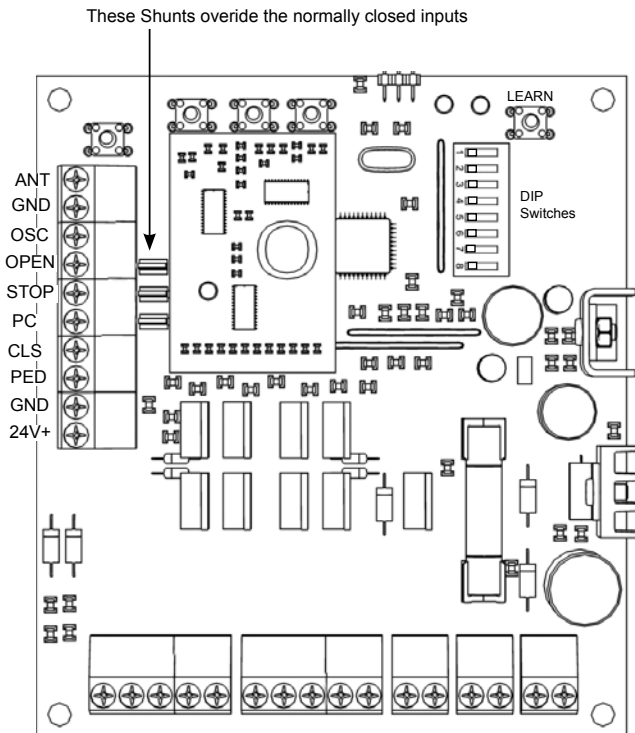 These Shunts overide the normally closed inputs
LEARN
1
2
3
4
5
6
7
8
DIP
Switches
ANT
GND
OSC
OPEN
STOP
PC
CLS
PED
GND
24V+